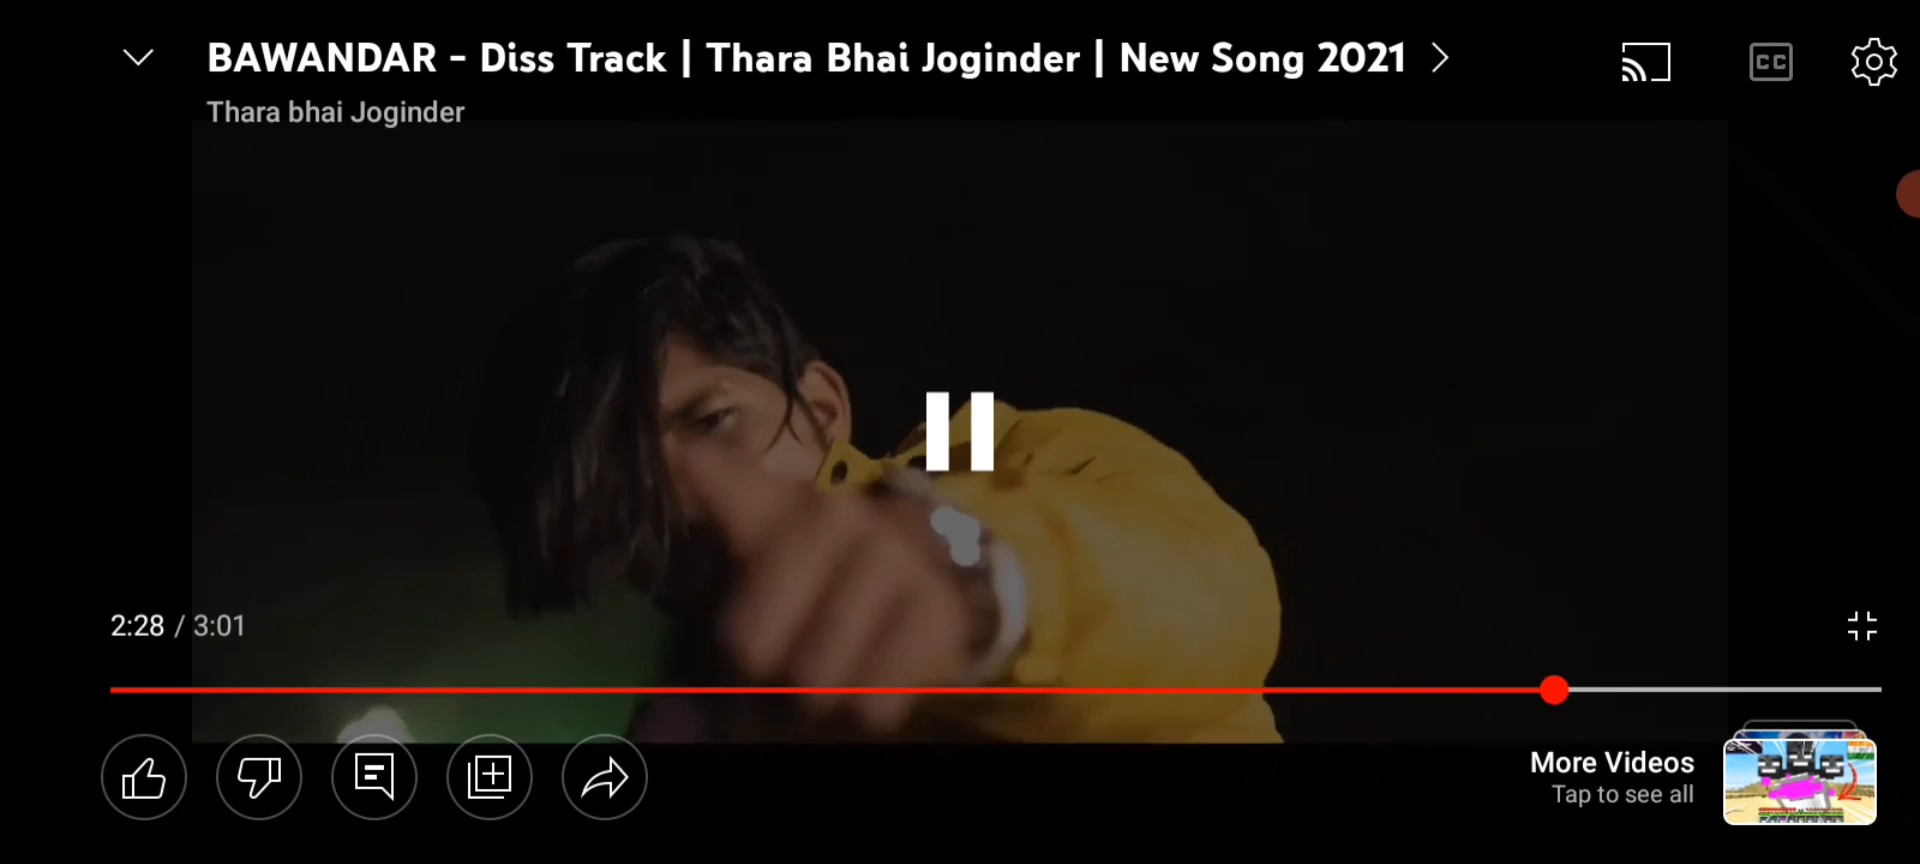 BAWANDAR - Diss Track | Thara Bhai Joginder | New Song 2021
Thara bhai Joginder
CC
2:28 / 3:01
More Videos
Tap to see all